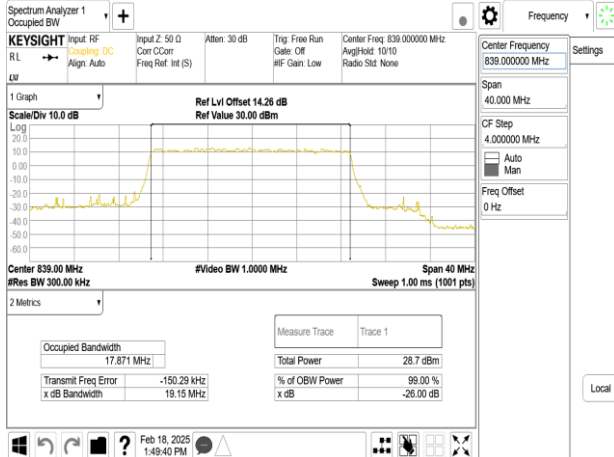 Spectrum Analyzer 1
Occupied BW
+
Frequency
KEYSIGHT
RL
Input: RF
Coupling: DC
Align: Auto
Input Z: 50 Ω
Corr CCorr
Freq Ref: Int (S)
Atten: 30 dB
Trig: Free Run
Gate: Off
#IF Gain: Low
Center Freq: 839.000000 MHz
Avg|Hold: 10/10
Radio Std: None
Center Frequency
839.000000 MHz
Settings
Span
40.000 MHz
CF Step
4.000000 MHz
Auto
Man
Freq Offset
0 Hz
1 Graph
Scale/Div 10.0 dB
Ref Lvl Offset 14.26 dB
Ref Value 30.00 dBm
Log
20.0
10.0
0.00
-10.0
-20.0
-30.0
-40.0
-50.0
-60.0
Center 839.00 MHz
#Res BW 300.00 kHz
#Video BW 1.0000 MHz
Span 40 MHz
Sweep 1.00 ms (1001 pts)
2 Metrics
Measure Trace
Trace 1
Occupied Bandwidth
17.871 MHz
Total Power
28.7 dBm
Transmit Freq Error
-150.29 kHz
% of OBW Power
99.00 %
x dB Bandwidth
19.15 MHz
x dB
-26.00 dB
Local
?
Feb 18, 2025
1:49:40 PM